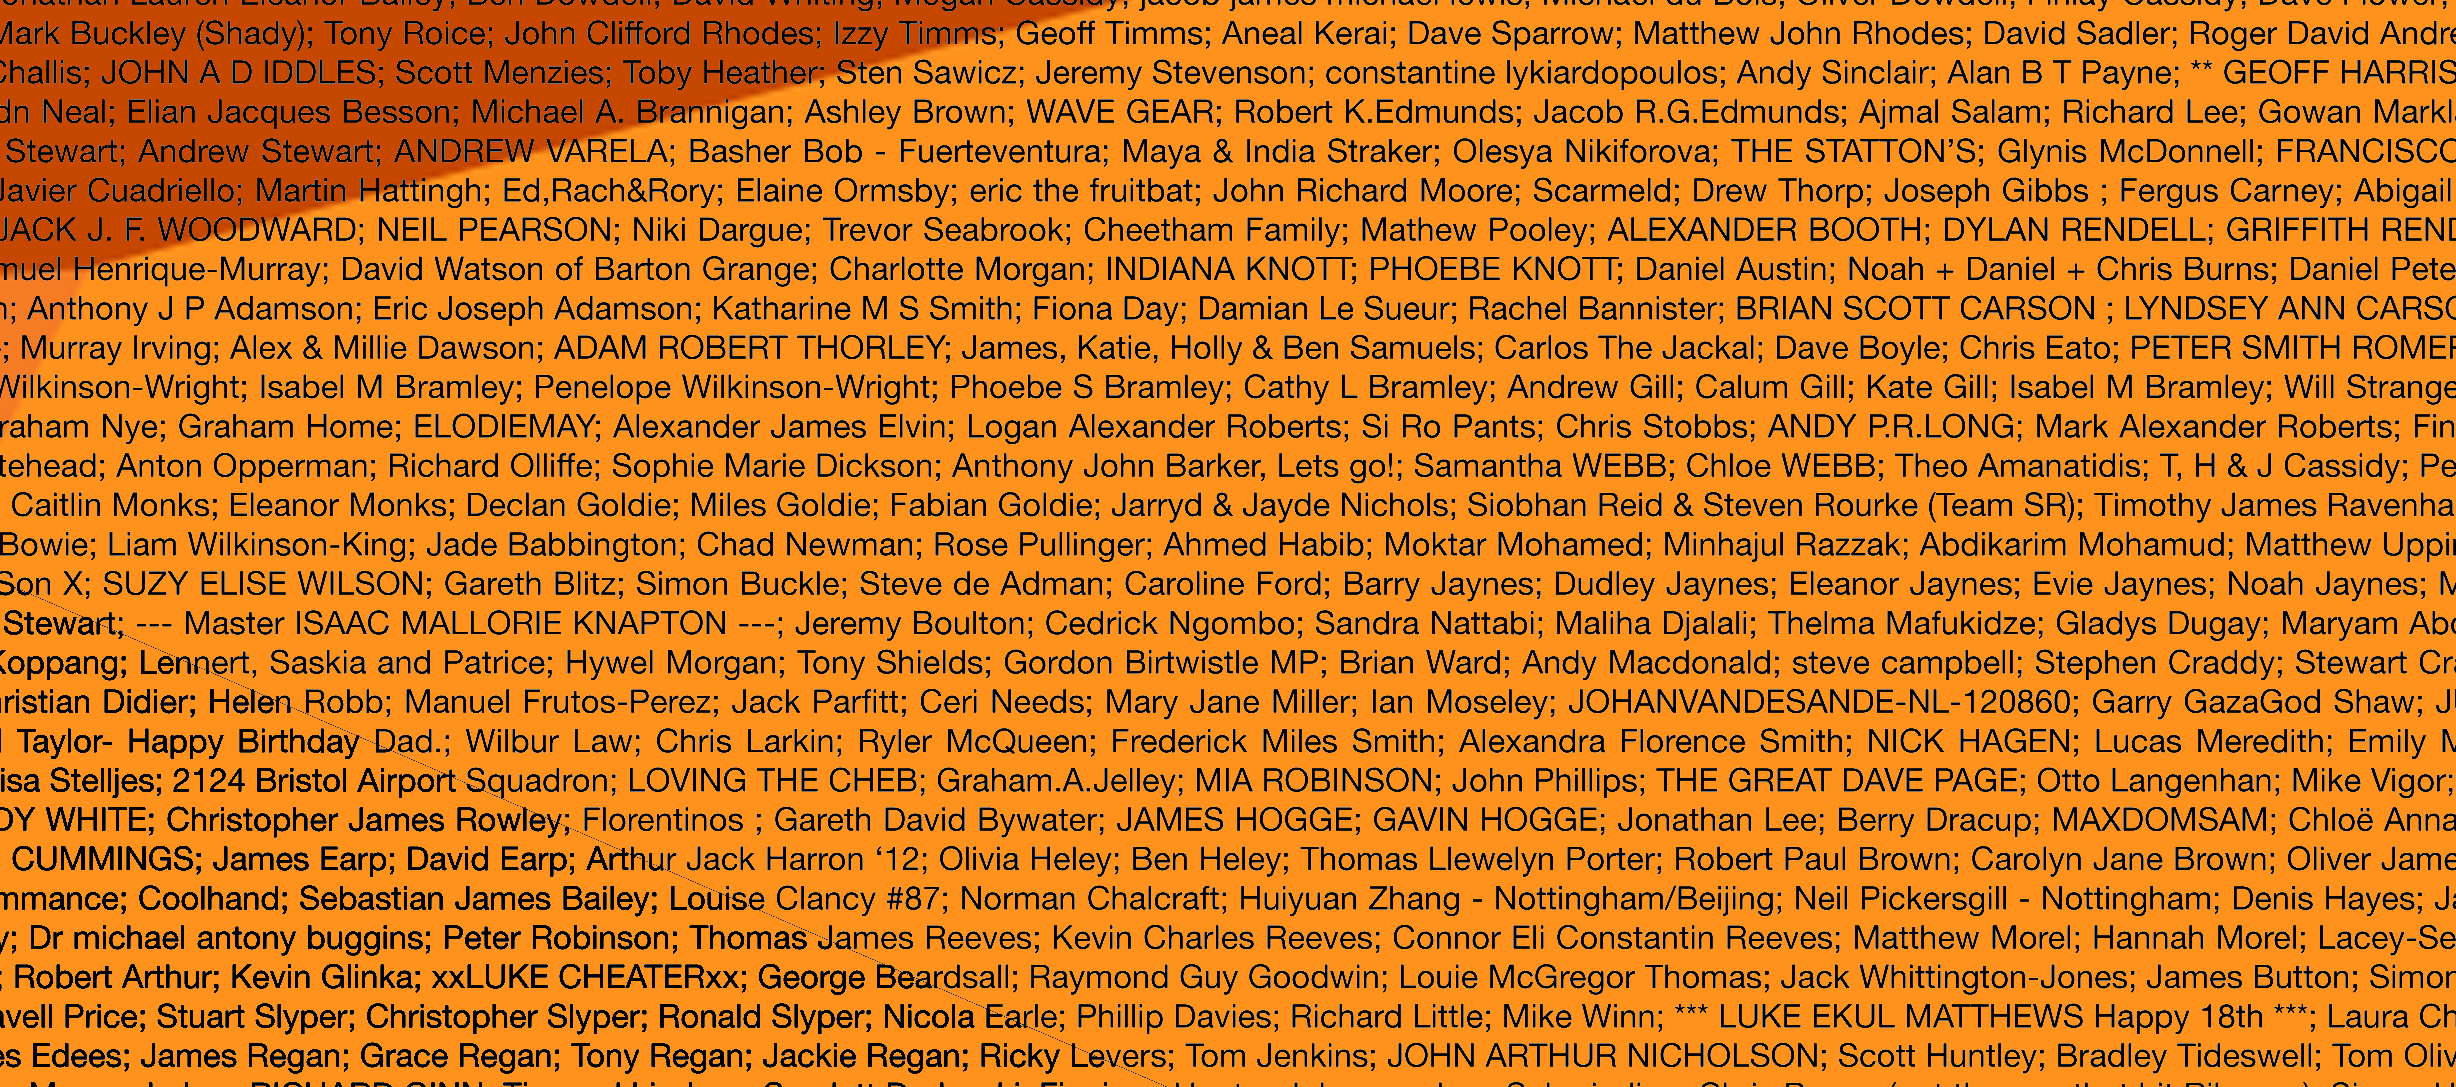 Jonathan Lauren Eleanor Bailey; Ben Dowdell; David Whiting; Megan Cassidy; jacob james michael lewis; Michael du Bois; Oliver Dowdell; Finlay Cassidy; Dave Flower;
Mark Buckley (Shady); Tony Roice; John Clifford Rhodes; Izzy Timms; Geoff Timms; Aneal Kerai; Dave Sparrow; Matthew John Rhodes; David Sadler; Roger David Andre
Challis; JOHN A D IDDLES; Scott Menzies; Toby Heather; Sten Sawicz; Jeremy Stevenson; constantine lykiardopoulos; Andy Sinclair; Alan B T Payne; ** GEOFF HARRIS
dn Neal; Elian Jacques Besson; Michael A. Brannigan; Ashley Brown; WAVE GEAR; Robert K.Edmunds; Jacob R.G.Edmunds; Ajmal Salam; Richard Lee; Gowan Markl
Stewart; Andrew Stewart; ANDREW VARELA; Basher Bob - Fuerteventura; Maya & India Straker; Olesya Nikiforova; THE STATTON’S; Glynis McDonnell; FRANCISCO
Javier Cuadriello; Martin Hattingh; Ed,Rach&Rory; Elaine Ormsby; eric the fruitbat; John Richard Moore; Scarmeld; Drew Thorp; Joseph Gibbs ; Fergus Carney; Abigail
JACK J. F. WOODWARD; NEIL PEARSON; Niki Dargue; Trevor Seabrook; Cheetham Family; Mathew Pooley; ALEXANDER BOOTH; DYLAN RENDELL; GRIFFITH REND
muel Henrique-Murray; David Watson of Barton Grange; Charlotte Morgan; INDIANA KNOTT; PHOEBE KNOTT; Daniel Austin; Noah + Daniel + Chris Burns; Daniel Pete
n; Anthony J P Adamson; Eric Joseph Adamson; Katharine M S Smith; Fiona Day; Damian Le Sueur; Rachel Bannister; BRIAN SCOTT CARSON ; LYNDSEY ANN CARSO
; Murray Irving; Alex & Millie Dawson; ADAM ROBERT THORLEY; James, Katie, Holly & Ben Samuels; Carlos The Jackal; Dave Boyle; Chris Eato; PETER SMITH ROMER
Wilkinson-Wright; Isabel M Bramley; Penelope Wilkinson-Wright; Phoebe S Bramley; Cathy L Bramley; Andrew Gill; Calum Gill; Kate Gill; Isabel M Bramley; Will Strange
raham Nye; Graham Home; ELODIEMAY; Alexander James Elvin; Logan Alexander Roberts; Si Ro Pants; Chris Stobbs; ANDY P.R.LONG; Mark Alexander Roberts; Fin
tehead; Anton Opperman; Richard Olliffe; Sophie Marie Dickson; Anthony John Barker, Lets go!; Samantha WEBB; Chloe WEBB; Theo Amanatidis; T, H & J Cassidy; Pe
Caitlin Monks; Eleanor Monks; Declan Goldie; Miles Goldie; Fabian Goldie; Jarryd & Jayde Nichols; Siobhan Reid & Steven Rourke (Team SR); Timothy James Ravenha
Bowie; Liam Wilkinson-King; Jade Babbington; Chad Newman; Rose Pullinger; Ahmed Habib; Moktar Mohamed; Minhajul Razzak; Abdikarim Mohamud; Matthew Uppin
Son X; SUZY ELISE WILSON; Gareth Blitz; Simon Buckle; Steve de Adman; Caroline Ford; Barry Jaynes; Dudley Jaynes; Eleanor Jaynes; Evie Jaynes; Noah Jaynes; M
Stewart; --- Master ISAAC MALLORIE KNAPTON ---; Jeremy Boulton; Cedrick Ngombo; Sandra Nattabi; Maliha Djalali; Thelma Mafukidze; Gladys Dugay; Maryam Abd
Koppang; Lennert, Saskia and Patrice; Hywel Morgan; Tony Shields; Gordon Birtwistle MP; Brian Ward; Andy Macdonald; steve campbell; Stephen Craddy; Stewart Cra
ristian Didier; Helen Robb; Manuel Frutos-Perez; Jack Parfitt; Ceri Needs; Mary Jane Miller; Ian Moseley; JOHANVANDESANDE-NL-120860; Garry GazaGod Shaw; JU
Taylor- Happy Birthday Dad.; Wilbur Law; Chris Larkin; Ryler McQueen; Frederick Miles Smith; Alexandra Florence Smith; NICK HAGEN; Lucas Meredith; Emily M
isa Stelljes; 2124 Bristol Airport Squadron; LOVING THE CHEB; Graham.A.Jelley; MIA ROBINSON; John Phillips; THE GREAT DAVE PAGE; Otto Langenhan; Mike Vigor;
DY WHITE; Christopher James Rowley; Florentinos ; Gareth David Bywater; JAMES HOGGE; GAVIN HOGGE; Jonathan Lee; Berry Dracup; MAXDOMSAM; Chloë Anna
CUMMINGS; James Earp; David Earp; Arthur Jack Harron ‘12; Olivia Heley; Ben Heley; Thomas Llewelyn Porter; Robert Paul Brown; Carolyn Jane Brown; Oliver Jame
mmance; Coolhand; Sebastian James Bailey; Louise Clancy #87; Norman Chalcraft; Huiyuan Zhang - Nottingham/Beijing; Neil Pickersgill - Nottingham; Denis Hayes; Ja
y; Dr michael antony buggins; Peter Robinson; Thomas James Reeves; Kevin Charles Reeves; Connor Eli Constantin Reeves; Matthew Morel; Hannah Morel; Lacey-Se
; Robert Arthur; Kevin Glinka; xxLUKE CHEATERxx; George Beardsall; Raymond Guy Goodwin; Louie McGregor Thomas; Jack Whittington-Jones; James Button; Simon
avell Price; Stuart Slyper; Christopher Slyper; Ronald Slyper; Nicola Earle; Phillip Davies; Richard Little; Mike Winn; *** LUKE EKUL MATTHEWS Happy 18th ***; Laura Ch
es Edees; James Regan; Grace Regan; Tony Regan; Jackie Regan; Ricky Levers; Tom Jenkins; JOHN ARTHUR NICHOLSON; Scott Huntley; Bradley Tideswell; Tom Oliv